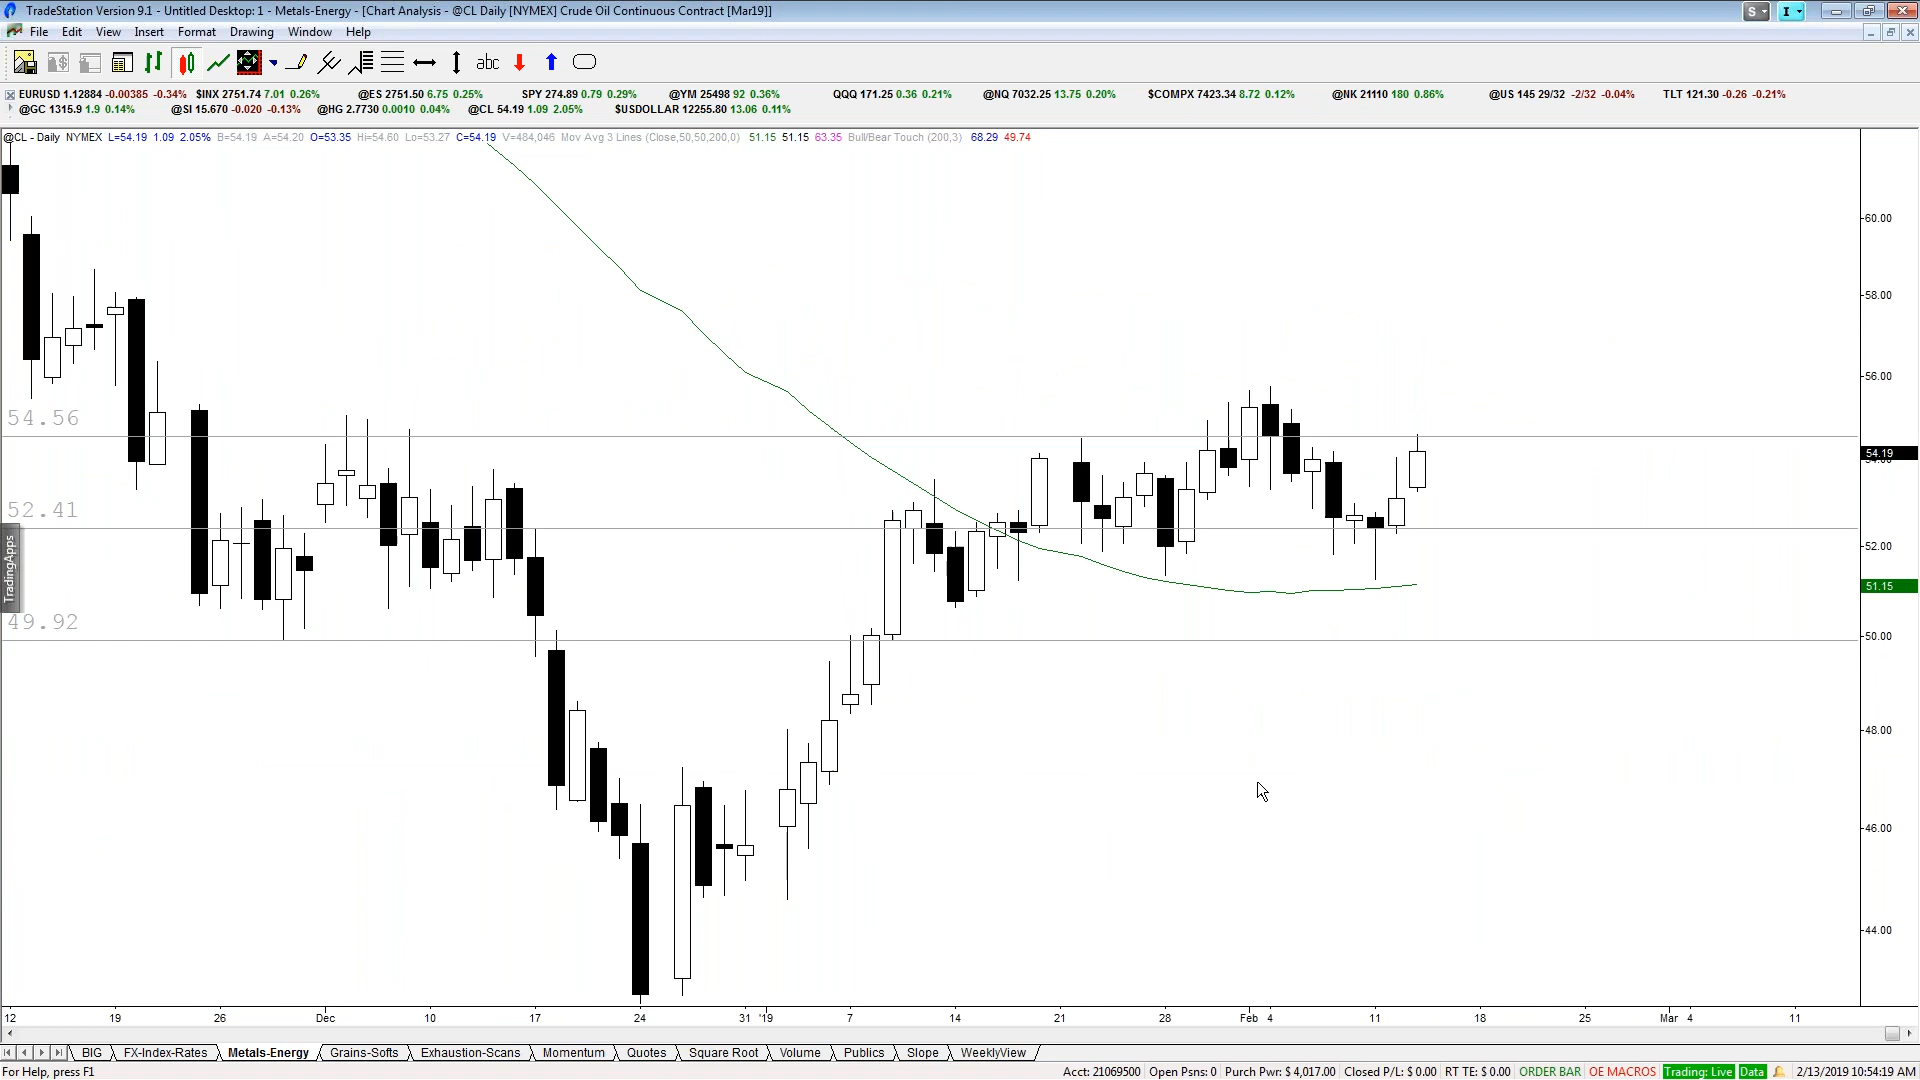 TradeStation Version 9.1 - Untitled Desktop: 1 - Metals-Energy - [Chart Analysis - @CL Daily [NYMEX] Crude Oil Continuous Contract [Mar19]]
S I
File Edit View Insert Format Drawing Window Help
abc
EURUSD 1.12884 -0.00385 -0.34% $INX 2751.74 7.01 0.26% @ES 2751.50 6.75 0.25% SPY 274.89 0.79 0.29% @YM 25498 92 0.36% QQQ 171.25 0.36 0.21% @NQ 7032.25 13.75 0.20% $COMPX 7423.34 8.72 0.12% @NK 21110 180 0.86% @US 145 29/32 -2/32 -0.04% TLT 121.30 -0.26 -0.21%
@GC 1315.9 1.9 0.14% @SI 15.670 -0.020 -0.13% @HG 2.7730 0.0010 0.04% @CL 54.19 1.09 2.05% $USDOLLAR 12255.80 13.06 0.11%
@CL - Daily NYMEX L=54.19 1.09 2.05% B=54.19 A=54.20 O=53.35 Hi=54.60 Lo=53.27 C=54.19 V=484,046 Mov Avg 3 Lines (Close,50,50,200,0) 51.15 51.15 63.35 Bull/Bear Touch (200,3) 68.29 49.74
60.00
58.00
56.00
54.56
54.19
54.00
52.41
52.00
TradingApps
51.15
49.92
50.00
48.00
46.00
44.00
12 19 26 Dec 10 17 24 31 '19 7 14 21 28 Feb 4 11 18 25 Mar 4 11
BIG FX-Index-Rates Metals-Energy Grains-Softs Exhaustion-Scans Momentum Quotes Square Root Volume Publics Slope WeeklyView
For Help, press F1 Acct: 21069500 Open Psns: 0 Purch Pwr: $ 4,017.00 Closed P/L: $ 0.00 RT TE: $ 0.00 ORDER BAR OE MACROS Trading: Live Data 2/13/2019 10:54:19 AM